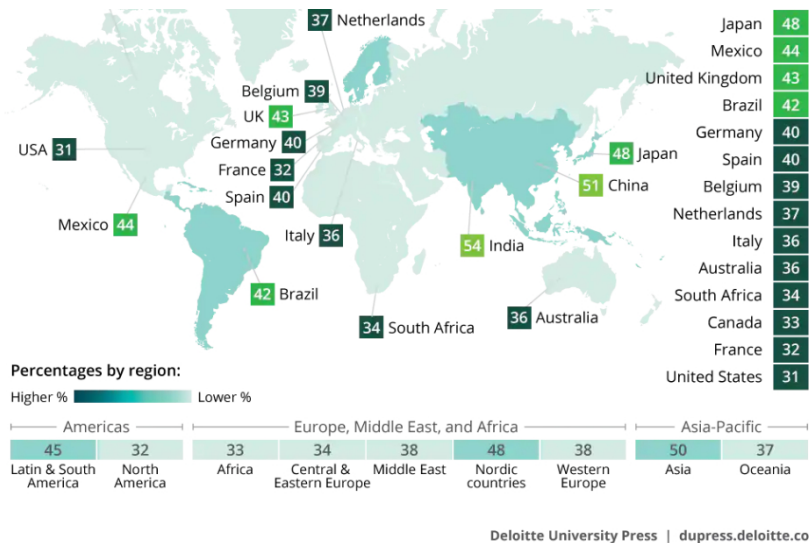 37 Netherlands
Belgium 39
UK 43
Germany 40
USA 31
France 32
Spain 40
48 Japan
51 China
Mexico 44
Italy 36
54 India
42 Brazil
34 South Africa
36 Australia
Japan 48
Mexico 44
United Kingdom 43
Brazil 42
Germany 40
Spain 40
Belgium 39
Netherlands 37
Italy 36
Australia 36
South Africa 34
Canada 33
France 32
United States 31
Percentages by region:
Higher % Lower %
Americas
45 32
Latin & South America North America
Europe, Middle East, and Africa
33 34 38 48 38
Africa Central & Eastern Europe Middle East Nordic countries Western Europe
Asia-Pacific
50 37
Asia Oceania
Deloitte University Press | dupress.deloitte.co